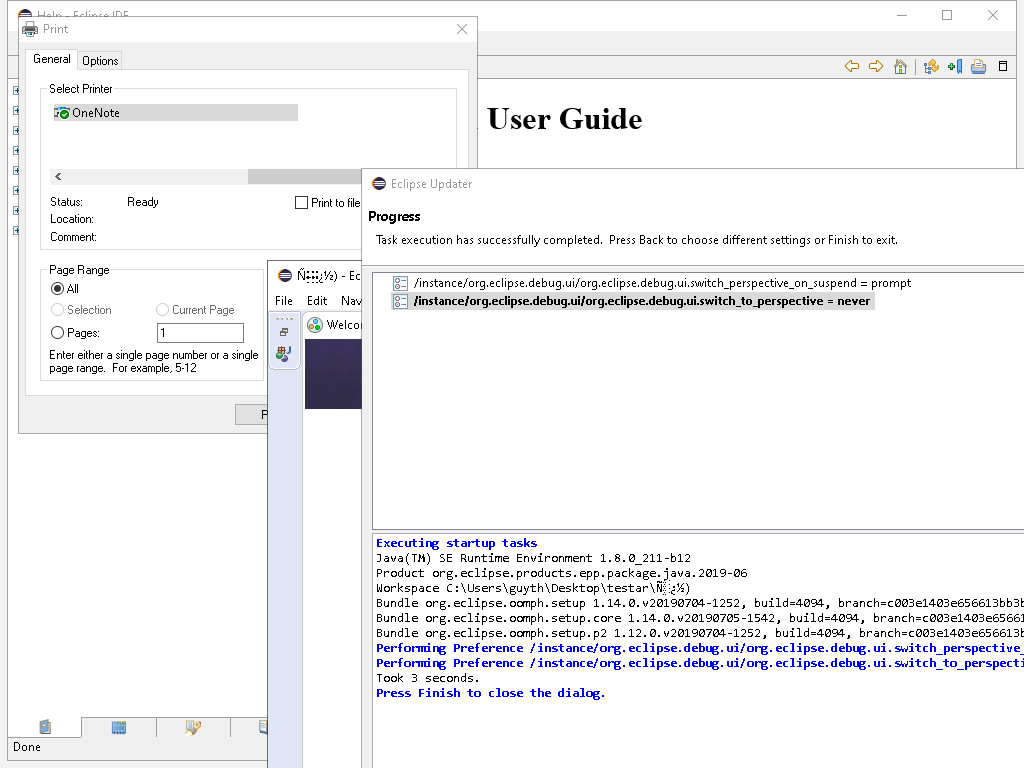 Help - Eclipse IDE
Print
General
Options
Select Printer
OneNote
Status:
Ready
Print to file
Location:
Comment:
Page Range
All
Selection
Current Page
Pages:
1
Enter either a single page number or a single
page range. For example, 5-12
User Guide
Eclipse Updater
Progress
Task execution has successfully completed. Press Back to choose different settings or Finish to exit.
/instance/org.eclipse.debug.ui/org.eclipse.debug.ui.switch_perspective_on_suspend = prompt
/instance/org.eclipse.debug.ui/org.eclipse.debug.ui.switch_to_perspective = never
File Edit Nav
Welco
Executing startup tasks
Java(TM) SE Runtime Environment 1.8.0_211-b12
Product org.eclipse.products.epp.package.java.2019-06
Workspace C:\Users\guyth\Desktop\testar\
Bundle org.eclipse.oomph.setup 1.14.0.v20190704-1252, build=4094, branch=c003e1403e656613bb3b
Bundle org.eclipse.oomph.setup.core 1.14.0.v20190705-1542, build=4094, branch=c003e1403e65661
Bundle org.eclipse.oomph.setup.p2 1.12.0.v20190704-1252, build=4094, branch=c003e1403e656613b
Performing Preference /instance/org.eclipse.debug.ui/org.eclipse.debug.ui.switch_perspective_
Performing Preference /instance/org.eclipse.debug.ui/org.eclipse.debug.ui.switch_to_perspecti
Took 3 seconds.
Press Finish to close the dialog.
Done